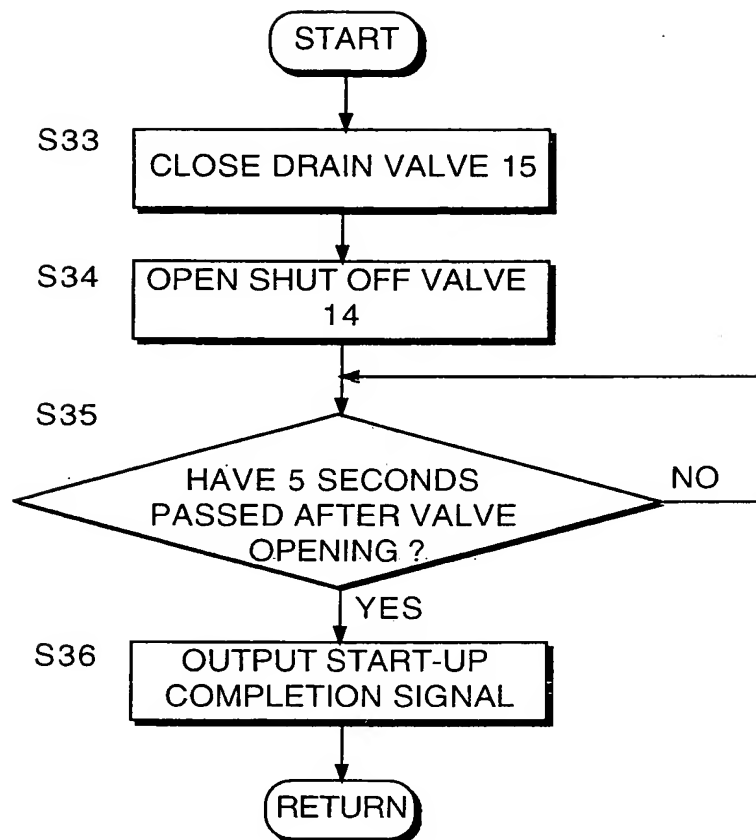 START
S33
CLOSE DRAIN VALVE 15
S34
OPEN SHUT OFF VALVE
14
S35
HAVE 5 SECONDS
PASSED AFTER VALVE
OPENING ?
NO
YES
S36
OUTPUT START-UP
COMPLETION SIGNAL
RETURN